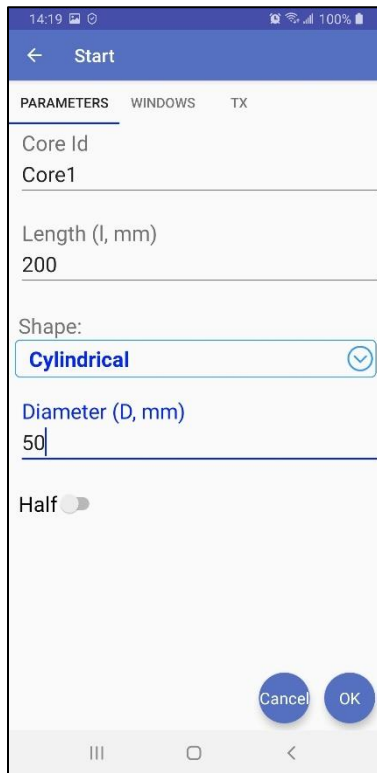 14:19 100%
Start
PARAMETERS WINDOWS TX
Core Id
Core1
Length (l, mm)
200
Shape:
Cylindrical
Diameter (D, mm)
50
Half
Cancel OK